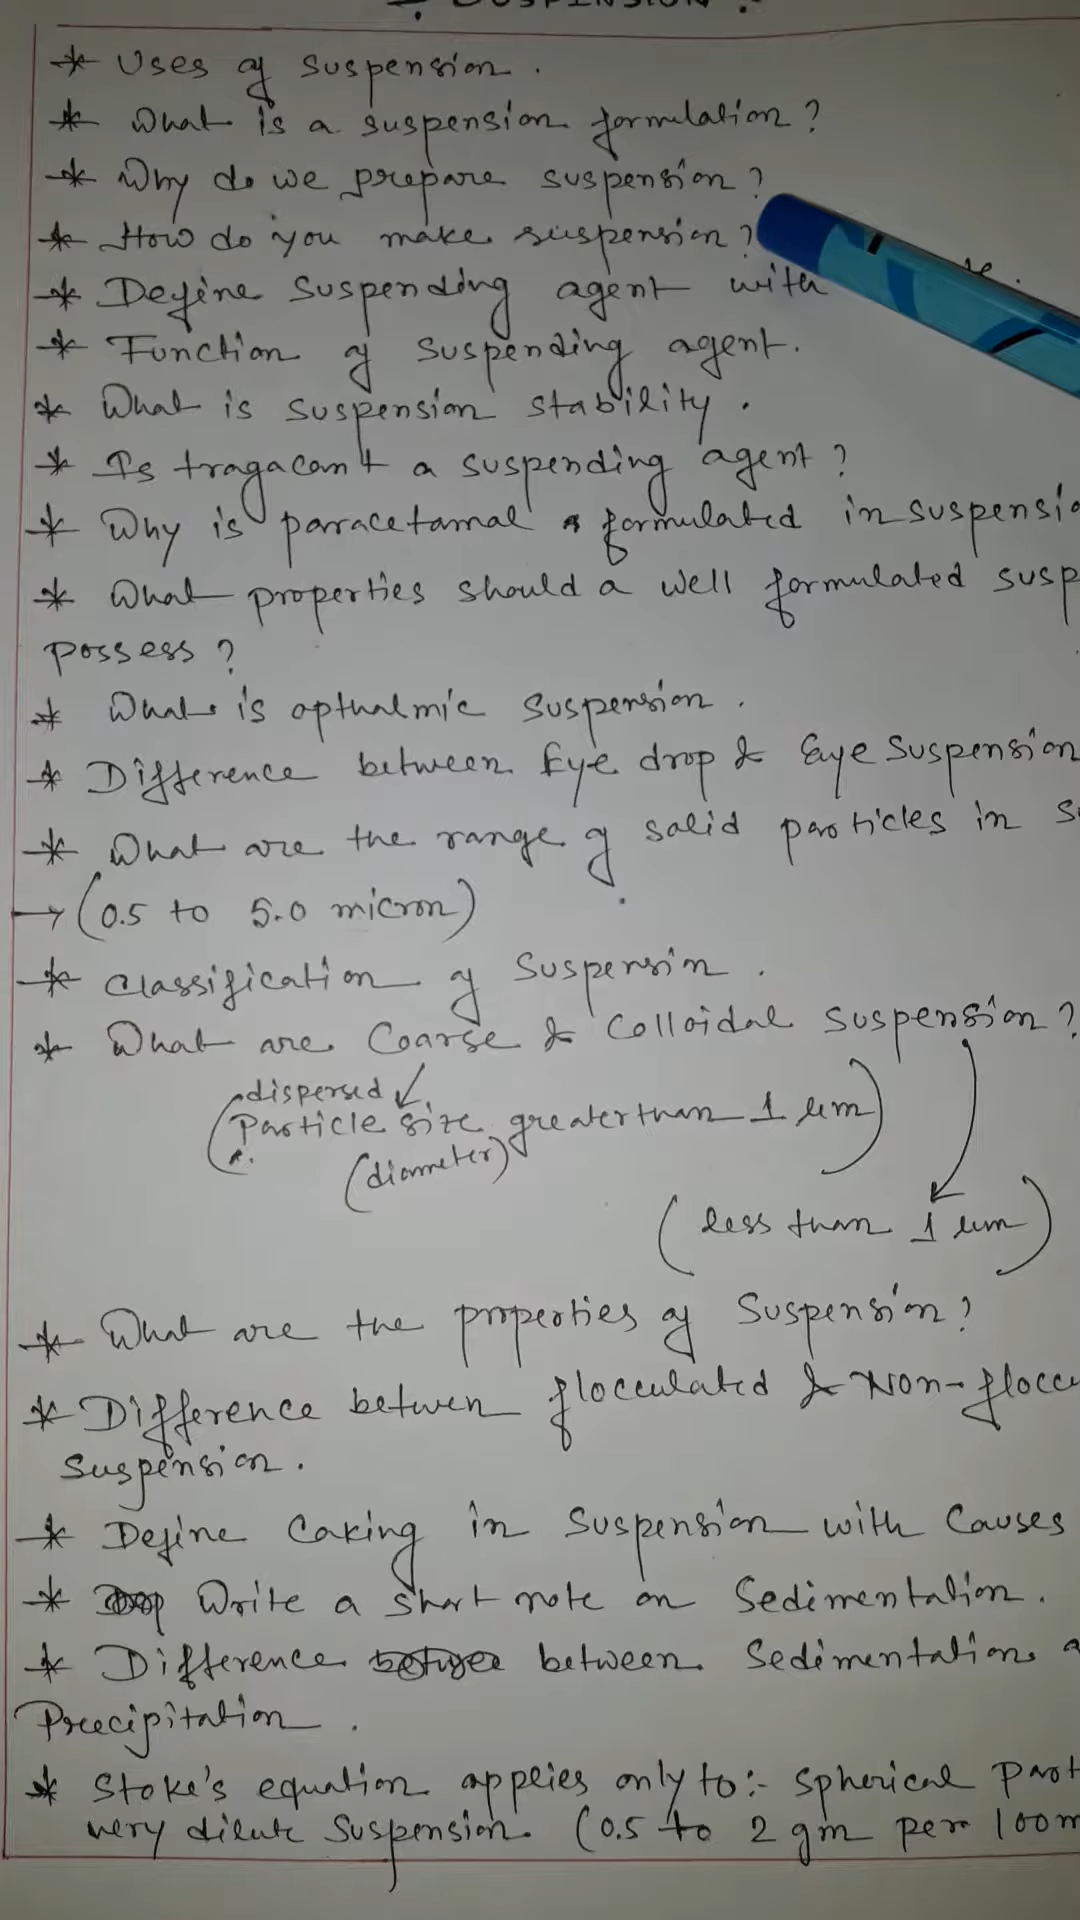 : SUSPENSION :
* Uses of suspension.
* What is a suspension formulation?
* Why do we prepare suspension?
* How do you make suspension?
* Define suspending agent with
* Function of suspending agent.
* What is suspension stability.
* Is tragacant a suspending agent?
* Why is paracetamal formulated in suspensio
* What properties should a well formulated susp
possess?
* What is opthalmic suspension.
* Difference between Eye drop & Eye suspension
* What are the range of solid particles in s
→ (0.5 to 5.0 micron)
* Classification of suspension.
* What are Coarse & Colloidal suspension?
dispersed
(Particle size greater than 1 um)
(diameter)
(less than 1 um)
* What are the properties of Suspension?
* Difference betwen flocculated & Non-flocc
suspension.
* Define Caking in suspension with Causes
* Write a short note on Sedimentation.
* Difference between Sedimentation a
Precipitation.
* Stoke's equation applies only to:- Spherical Part
very dilute suspension. (0.5 to 2 gm per 100m